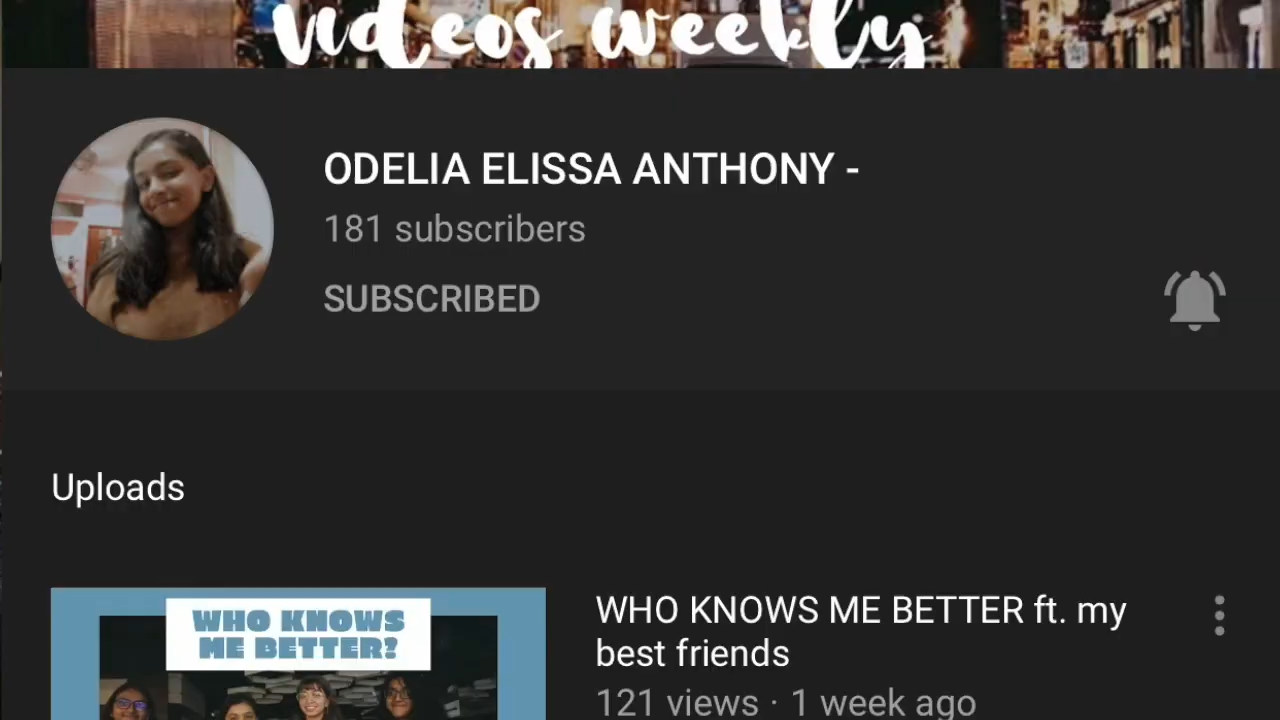 videos weekly
ODELIA ELISSA ANTHONY -
181 subscribers
SUBSCRIBED
Uploads
WHO KNOWS
ME BETTER?
WHO KNOWS ME BETTER ft. my
best friends
121 views · 1 week ago